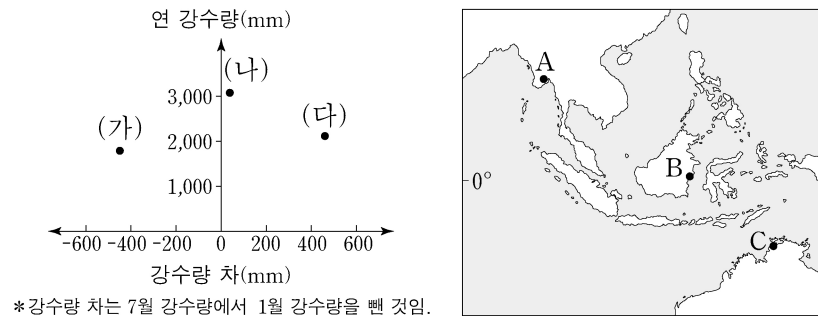 연 강수량(mm)
(나)
3,000
(다)
(가)
2,000
1,000
-600 -400 -200 0 200 400 600
강수량 차(mm)
*강수량 차는 7월 강수량에서 1월 강수량을 뺀 것임.
A
B
0°
C